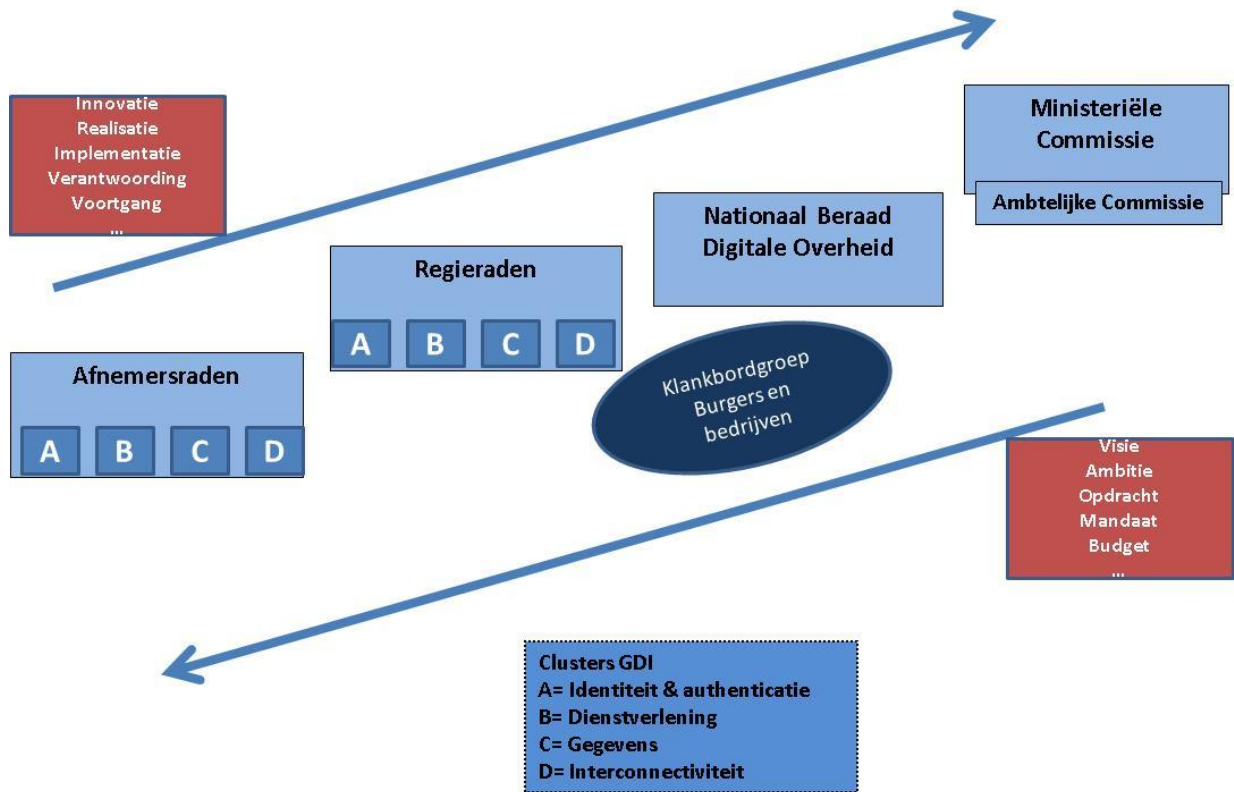 Innovatie
Realisatie
Implementatie
Verantwoording
Voortgang
...
Ministeriële
Commissie
Ambtelijke Commissie
Nationaal Beraad
Digitale Overheid
Regieraden
A B C D
Afnemersraden
A B C D
Klankbordgroep
Burgers en
bedrijven
Visie
Ambitie
Opdracht
Mandaat
Budget
...
Clusters GDI
A= Identiteit & authenticatie
B= Dienstverlening
C= Gegevens
D= Interconnectiviteit